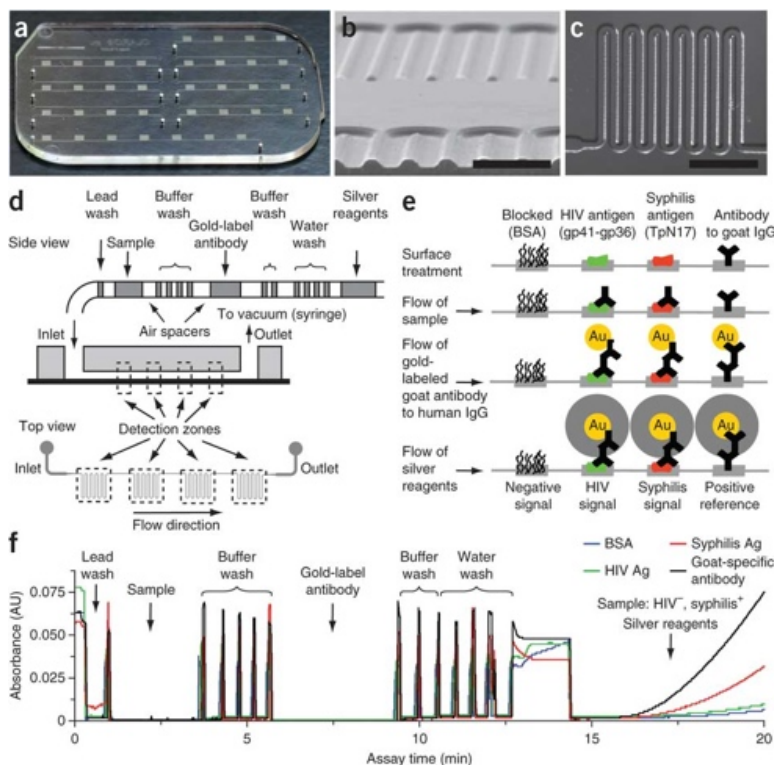 a
b
c
d
Lead wash
Buffer wash
Buffer wash
Silver reagents
Gold-label antibody
Water wash
Side view
Sample
To vacuum (syringe)
Air spacers
Inlet
Outlet
Detection zones
Top view
Inlet
Outlet
Flow direction
e
Blocked (BSA)
HIV antigen (gp41-gp36)
Syphilis antigen (TpN17)
Antibody to goat IgG
Surface treatment
Flow of sample
Flow of gold-labeled goat antibody to human IgG
Au
Au
Au
Flow of silver reagents
Au
Au
Au
Negative signal
HIV signal
Syphilis signal
Positive reference
f
Absorbance (AU)
0.075
0.050
0.025
0
0
5
10
15
20
Assay time (min)
Lead wash
Sample
Buffer wash
Gold-label antibody
Buffer wash
Water wash
BSA
HIV Ag
Syphilis Ag
Goat-specific antibody
Sample: HIV⁻, syphilis⁺
Silver reagents